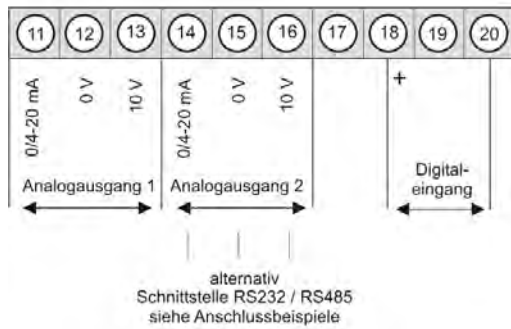 11 12 13 14 15 16 17 18 19 20
0/4-20 mA 0 V 10 V 0/4-20 mA 0 V 10 V +
Analogausgang 1 Analogausgang 2 Digital-
eingang
alternativ
Schnittstelle RS232 / RS485
siehe Anschlussbeispiele